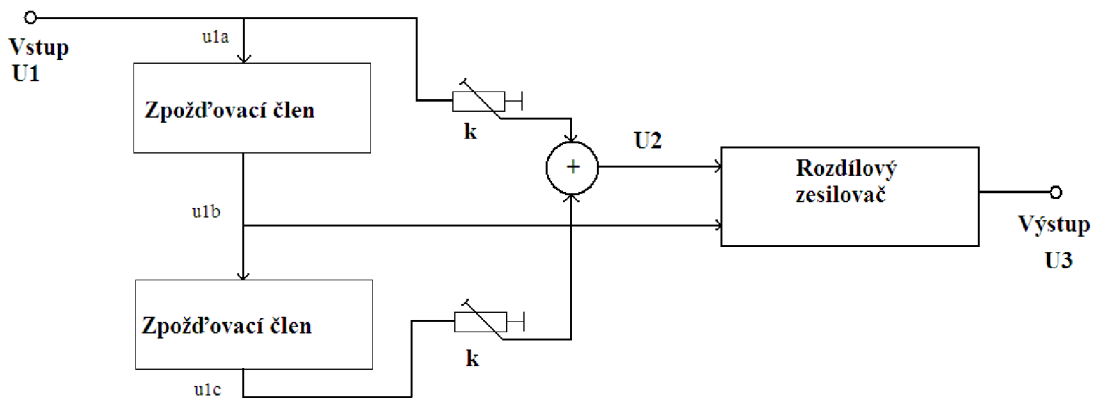 Vstup
U1
u1a
Zpožďovací člen
k
+
U2
Rozdílový
zesilovač
u1b
Výstup
U3
Zpožďovací člen
k
u1c